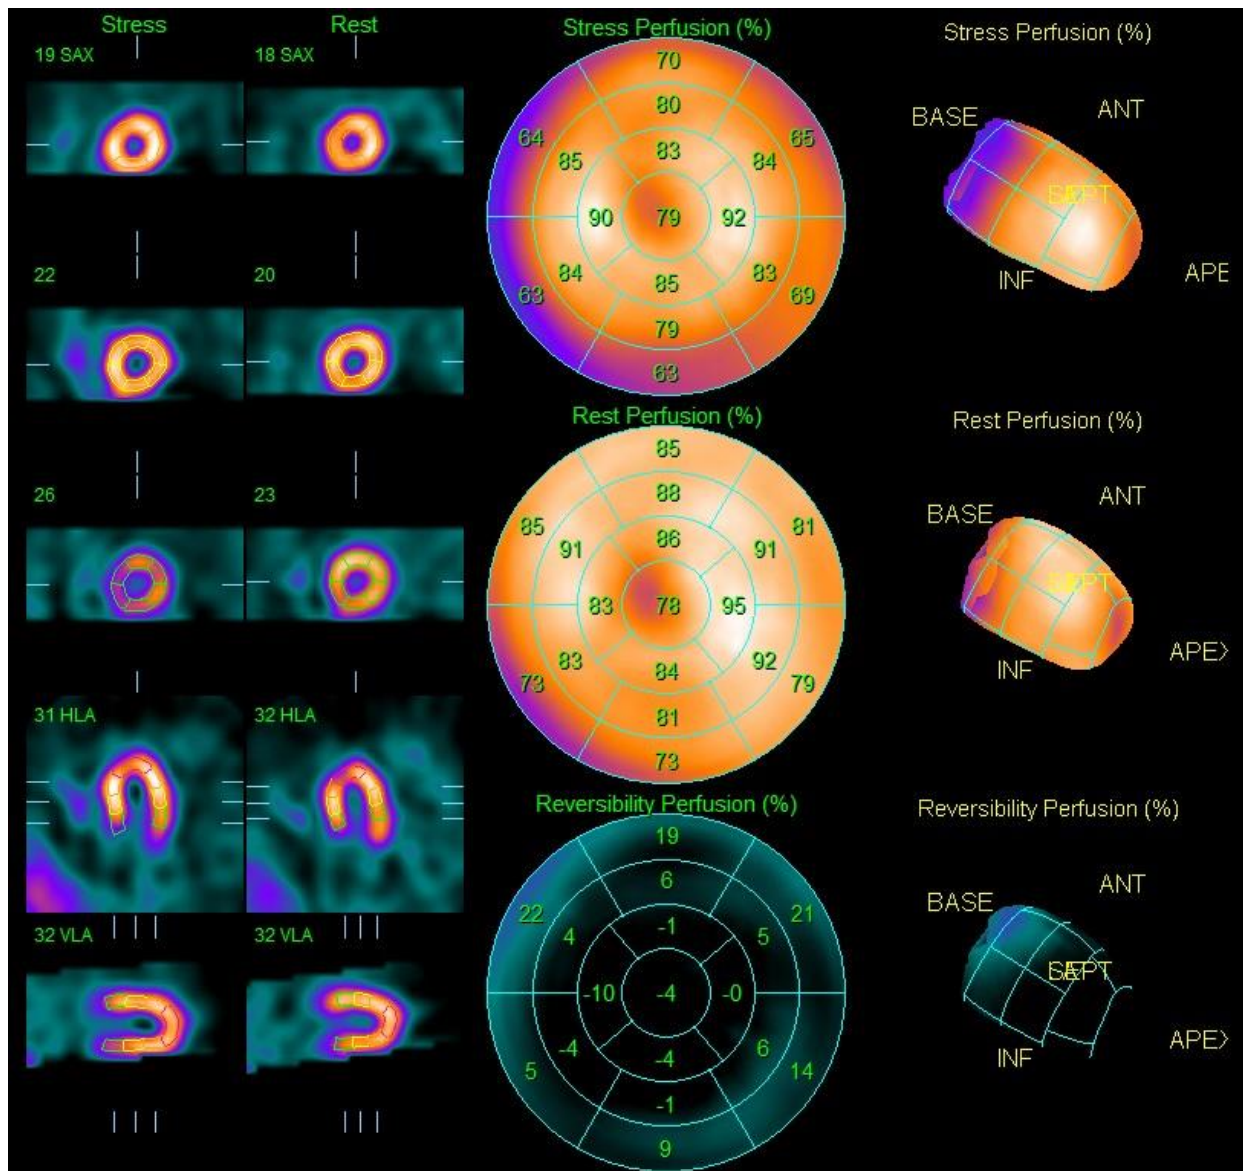 Stress
Rest
19 SAX
18 SAX
22
20
26
23
31 HLA
32 HLA
32 VLA
32 VLA
Stress Perfusion (%)
70
80
64
65
83
85
84
90
79
92
84
83
85
63
69
79
63
Rest Perfusion (%)
85
88
85
81
86
91
91
83
78
95
83
92
84
73
79
81
73
Reversibility Perfusion (%)
19
6
22
21
-1
4
5
-10
-4
-0
-4
6
-4
5
14
-1
9
Stress Perfusion (%)
BASE
ANT
INF
APE
Rest Perfusion (%)
ANT
BASE
INF
APE>
Reversibility Perfusion (%)
ANT
BASE
INF
APE>